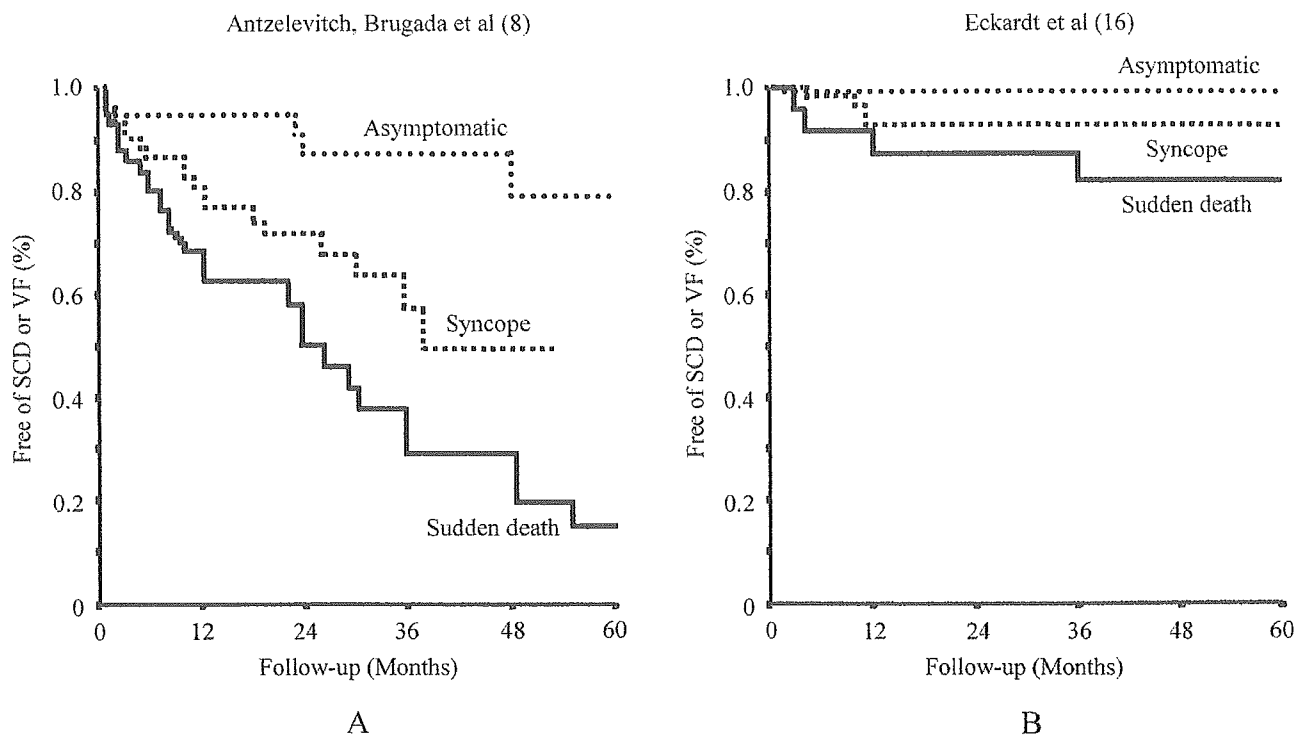 Antzelevitch, Brugada et al (8)
Free of SCD or VF (%)
1.0
0.8
0.6
0.4
0.2
0
Asymptomatic
Syncope
Sudden death
0 12 24 36 48 60
Follow-up (Months)
A
Eckardt et al (16)
Free of SCD or VF (%)
1.0
0.8
0.6
0.4
0.2
0
Asymptomatic
Syncope
Sudden death
0 12 24 36 48 60
Follow-up (Months)
B